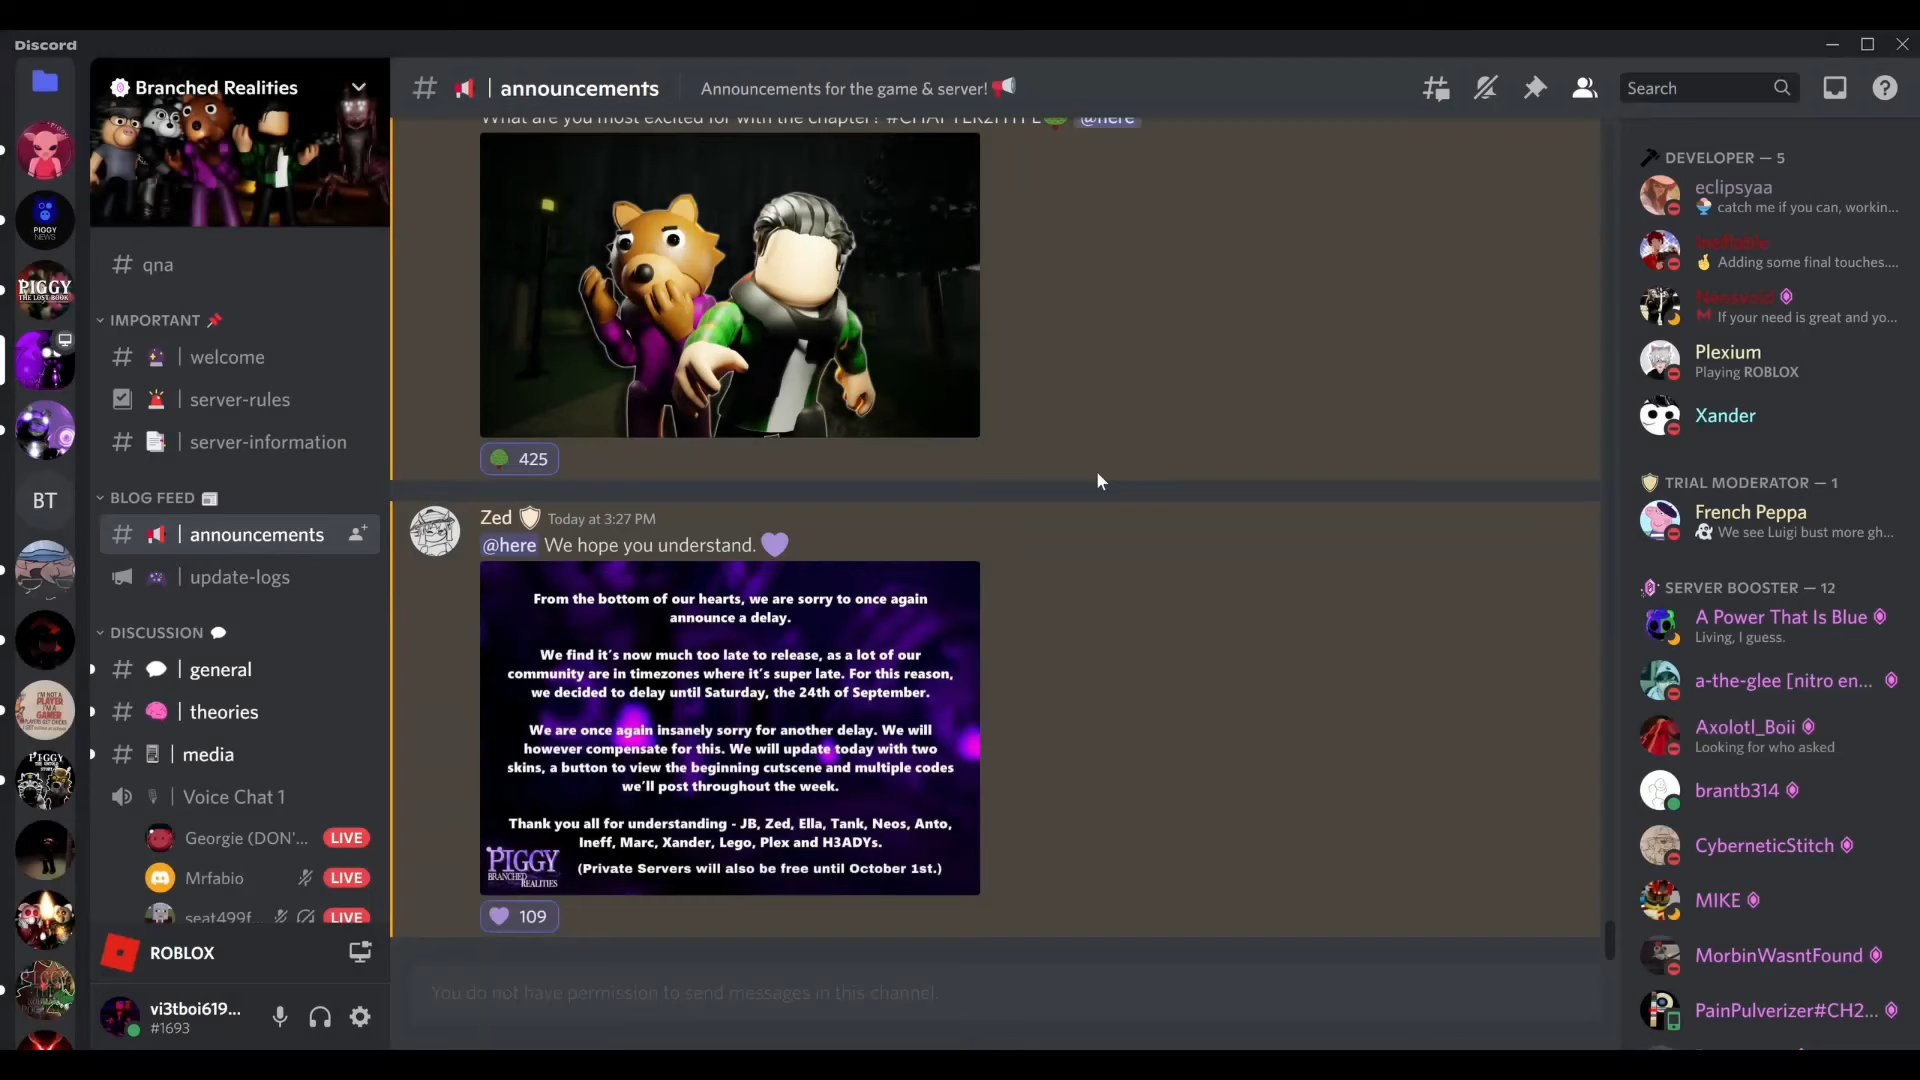 Discord
Branched Realities
qna
IMPORTANT
welcome
server-rules
server-information
BLOG FEED
announcements
update-logs
DISCUSSION
general
theories
media
Voice Chat 1
Georgie (DON'...
LIVE
Mrfabio
LIVE
seat499f...
LIVE
ROBLOX
vi3tboi619...
#1693
PIGGY
NEWS
PIGGY
THE LOST BOOK
BT
I'M NOT A
PLAYER
I'M A
GAMER
PIGGY
announcements
Announcements for the game & server!
Search
What are you most excited for with the chapter? #CHAPTER2HYPE @here
425
Zed Today at 3:27 PM
@here We hope you understand.
From the bottom of our hearts, we are sorry to once again
announce a delay.
We find it's now much too late to release, as a lot of our
community are in timezones where it's super late. For this reason,
we decided to delay until Saturday, the 24th of September.
We are once again insanely sorry for another delay. We will
however compensate for this. We will update today with two
skins, a button to view the beginning cutscene and multiple codes
we'll post throughout the week.
Thank you all for understanding - JB, Zed, Ella, Tank, Neos, Anto,
Ineff, Marc, Xander, Lego, Plex and H3ADYs.
(Private Servers will also be free until October 1st.)
PIGGY
BRANCHED REALITIES
109
You do not have permission to send messages in this channel.
DEVELOPER — 5
eclipsyaa
catch me if you can, workin...
Ineffable
Adding some final touches....
Neosvoid
If your need is great and yo...
Plexium
Playing ROBLOX
Xander
TRIAL MODERATOR — 1
French Peppa
We see Luigi bust more gh...
SERVER BOOSTER — 12
A Power That Is Blue
Living, I guess.
a-the-glee [nitro en...
Axolotl_Boii
Looking for who asked
brantb314
CyberneticStitch
MIKE
MorbinWasntFound
PainPulverizer#CH2...